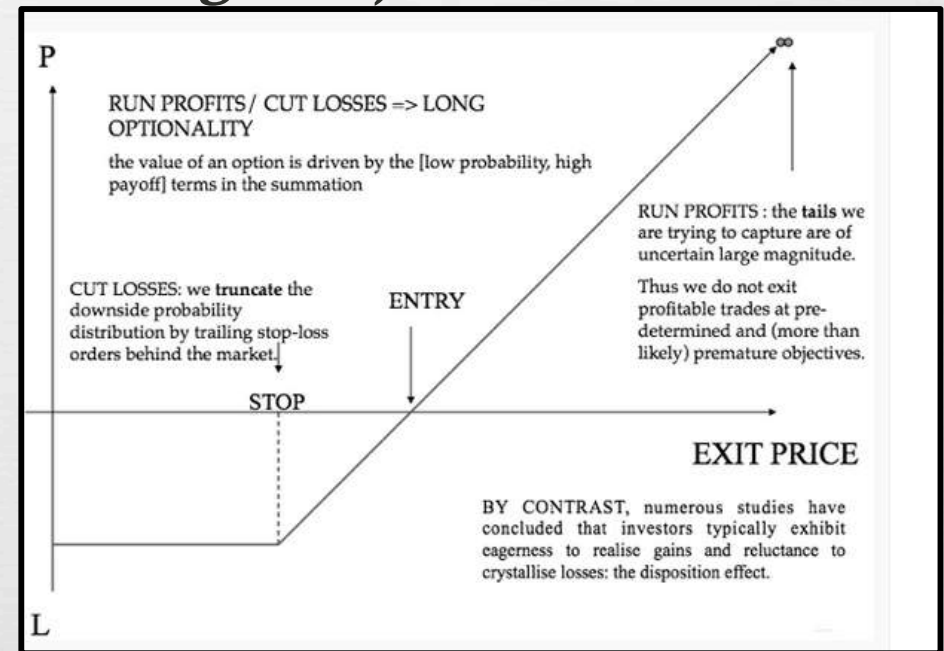 P
RUN PROFITS/ CUT LOSSES => LONG
OPTIONALITY
the value of an option is driven by the [low probability, high
payoff] terms in the summation
∞
RUN PROFITS : the tails we
are trying to capture are of
uncertain large magnitude.
Thus we do not exit
profitable trades at pre-
determined and (more than
likely) premature objectives.
CUT LOSSES: we truncate the
downside probability
distribution by trailing stop-loss
orders behind the market.
ENTRY
STOP
EXIT PRICE
BY CONTRAST, numerous studies have
concluded that investors typically exhibit
eagerness to realise gains and reluctance to
crystallise losses: the disposition effect.
L